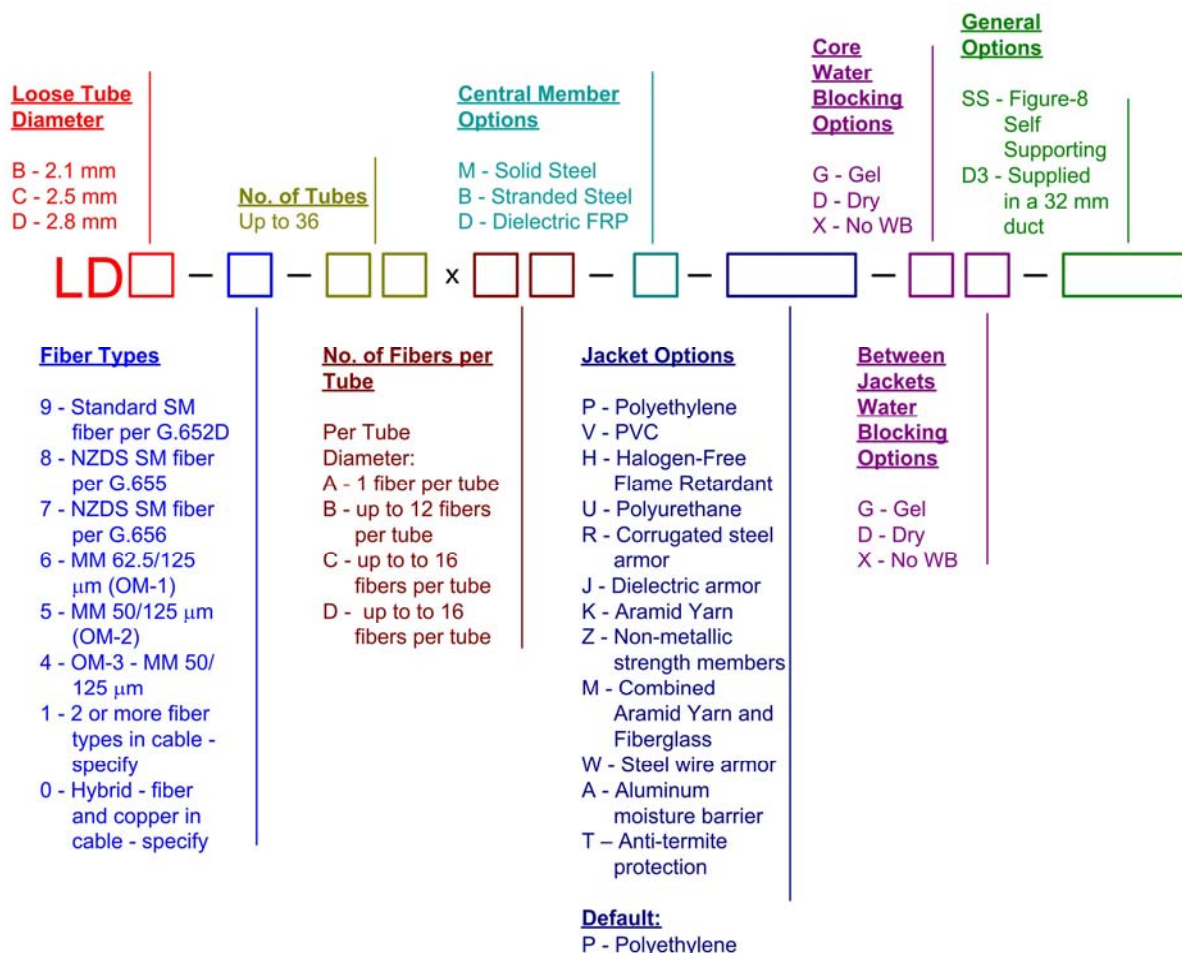 General
Options
SS - Figure-8
Self
Supporting
D3 - Supplied
in a 32 mm
duct
Core
Water
Blocking
Options
G - Gel
D - Dry
X - No WB
Loose Tube
Diameter
B - 2.1 mm
C - 2.5 mm
D - 2.8 mm
Central Member
Options
M - Solid Steel
B - Stranded Steel
D - Dielectric FRP
No. of Tubes
Up to 36
LD – – x – – –
Fiber Types
9 - Standard SM
fiber per G.652D
8 - NZDS SM fiber
per G.655
7 - NZDS SM fiber
per G.656
6 - MM 62.5/125
μm (OM-1)
5 - MM 50/125 μm
(OM-2)
4 - OM-3 - MM 50/
125 μm
1 - 2 or more fiber
types in cable -
specify
0 - Hybrid - fiber
and copper in
cable - specify
No. of Fibers per
Tube
Per Tube
Diameter:
A - 1 fiber per tube
B - up to 12 fibers
per tube
C - up to to 16
fibers per tube
D - up to to 16
fibers per tube
Jacket Options
P - Polyethylene
V - PVC
H - Halogen-Free
Flame Retardant
U - Polyurethane
R - Corrugated steel
armor
J - Dielectric armor
K - Aramid Yarn
Z - Non-metallic
strength members
M - Combined
Aramid Yarn and
Fiberglass
W - Steel wire armor
A - Aluminum
moisture barrier
T – Anti-termite
protection
Default:
P - Polyethylene
Between
Jackets
Water
Blocking
Options
G - Gel
D - Dry
X - No WB